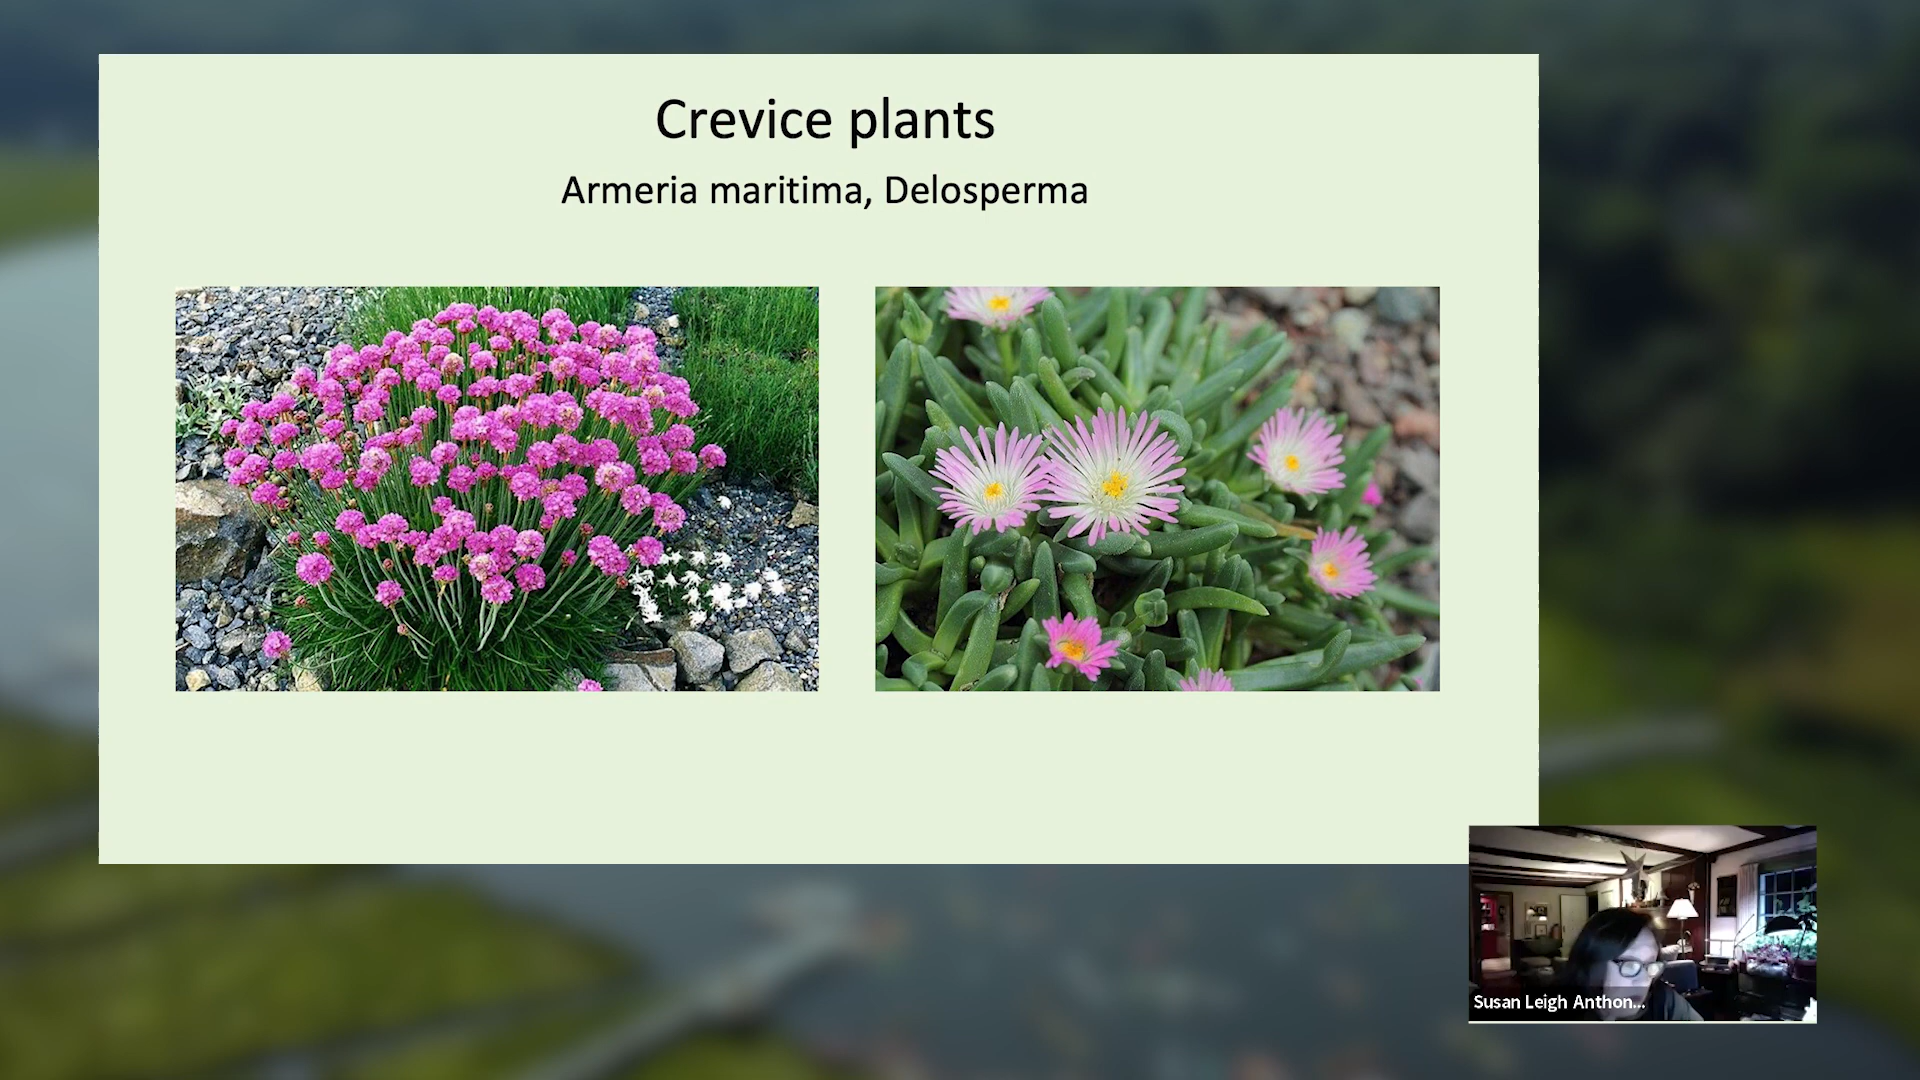 Crevice plants
Armeria maritima, Delosperma
Susan Leigh Anthon...